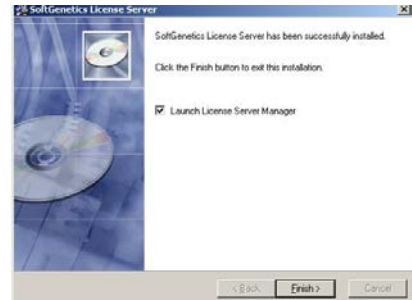 SoftGenetics License Server
SoftGenetics License Server has been successfully installed.
Click the Finish button to exit this installation.
Launch License Server Manager
< Back
Finish >
Cancel